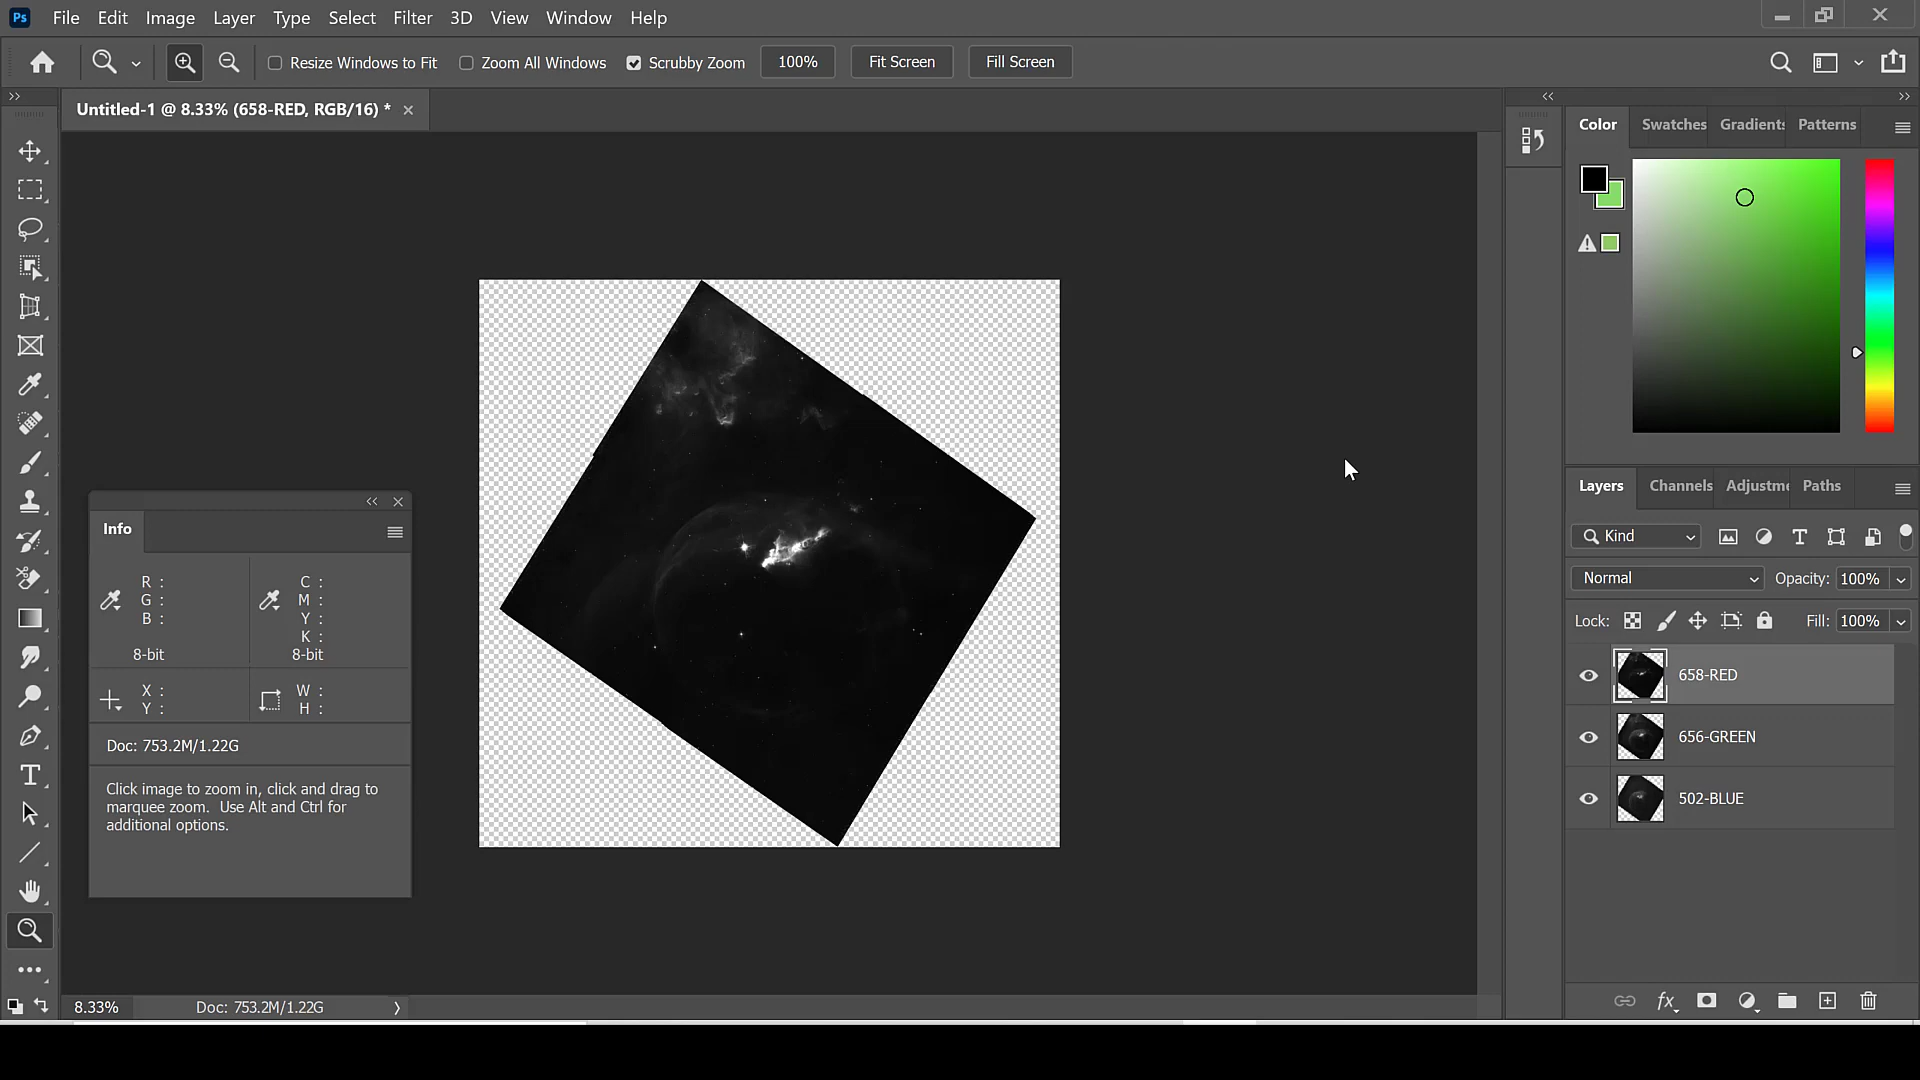 Ps File Edit Image Layer Type Select Filter 3D View Window Help
Resize Windows to Fit Zoom All Windows Scrubby Zoom 100% Fit Screen Fill Screen
Untitled-1 @ 8.33% (658-RED, RGB/16) *
Color Swatches Gradients Patterns
Info
R :
G :
B :
8-bit
C :
M :
Y :
K :
8-bit
X :
Y :
W :
H :
Doc: 753.2M/1.22G
Click image to zoom in, click and drag to
marquee zoom. Use Alt and Ctrl for
additional options.
Layers Channels Adjustme Paths
Kind
Normal Opacity: 100%
Lock: Fill: 100%
658-RED
656-GREEN
502-BLUE
fx
8.33% Doc: 753.2M/1.22G